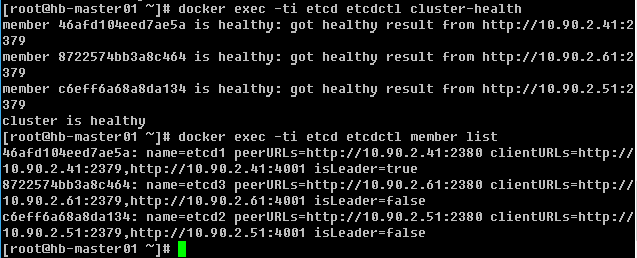 [root@hb-master01 ~]# docker exec -ti etcd etcdctl cluster-health
member 46afd104eed7ae5a is healthy: got healthy result from http://10.90.2.41:2
379
member 8722574bb3a8c464 is healthy: got healthy result from http://10.90.2.61:2
379
member c6eff6a68a8da134 is healthy: got healthy result from http://10.90.2.51:2
379
cluster is healthy
[root@hb-master01 ~]# docker exec -ti etcd etcdctl member list
46afd104eed7ae5a: name=etcd1 peerURLs=http://10.90.2.41:2380 clientURLs=http://
10.90.2.41:2379,http://10.90.2.41:4001 isLeader=true
8722574bb3a8c464: name=etcd3 peerURLs=http://10.90.2.61:2380 clientURLs=http://
10.90.2.61:2379,http://10.90.2.61:4001 isLeader=false
c6eff6a68a8da134: name=etcd2 peerURLs=http://10.90.2.51:2380 clientURLs=http://
10.90.2.51:2379,http://10.90.2.51:4001 isLeader=false
[root@hb-master01 ~]#